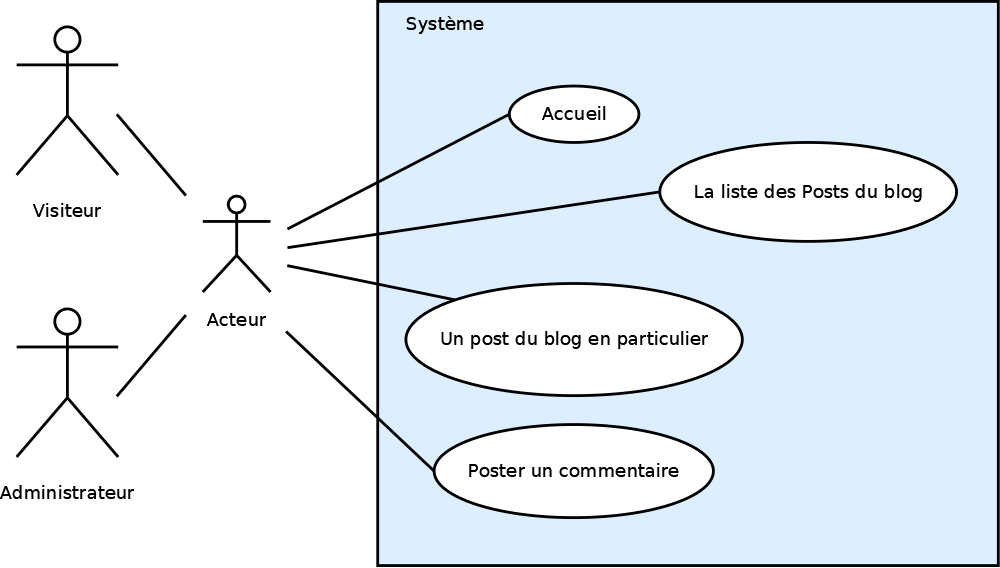 Système
Accueil
La liste des Posts du blog
Visiteur
Acteur
Un post du blog en particulier
Poster un commentaire
Administrateur